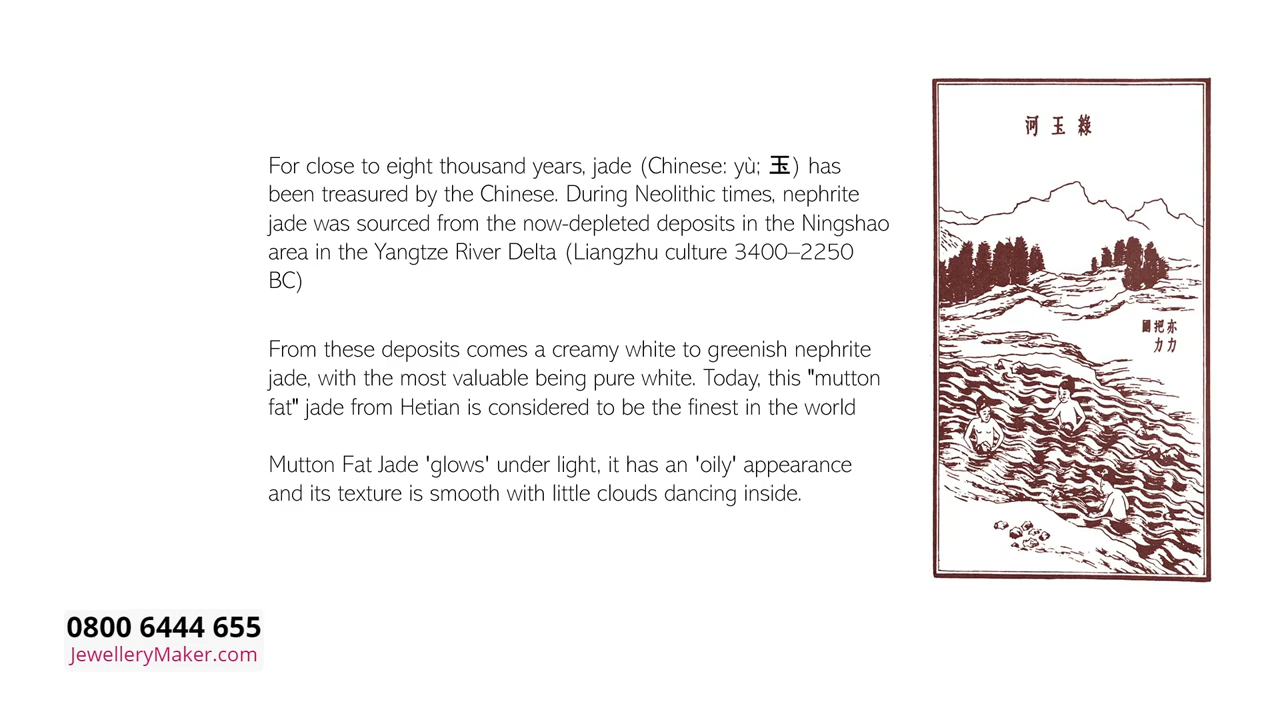 For close to eight thousand years, jade (Chinese: yù; 玉) has
been treasured by the Chinese. During Neolithic times, nephrite
jade was sourced from the now-depleted deposits in the Ningshao
area in the Yangtze River Delta (Liangzhu culture 3400–2250
BC)
From these deposits comes a creamy white to greenish nephrite
jade, with the most valuable being pure white. Today, this "mutton
fat" jade from Hetian is considered to be the finest in the world
Mutton Fat Jade 'glows' under light, it has an 'oily' appearance
and its texture is smooth with little clouds dancing inside.
河玉綠
亦力
把力
國
0800 6444 655
JewelleryMaker.com